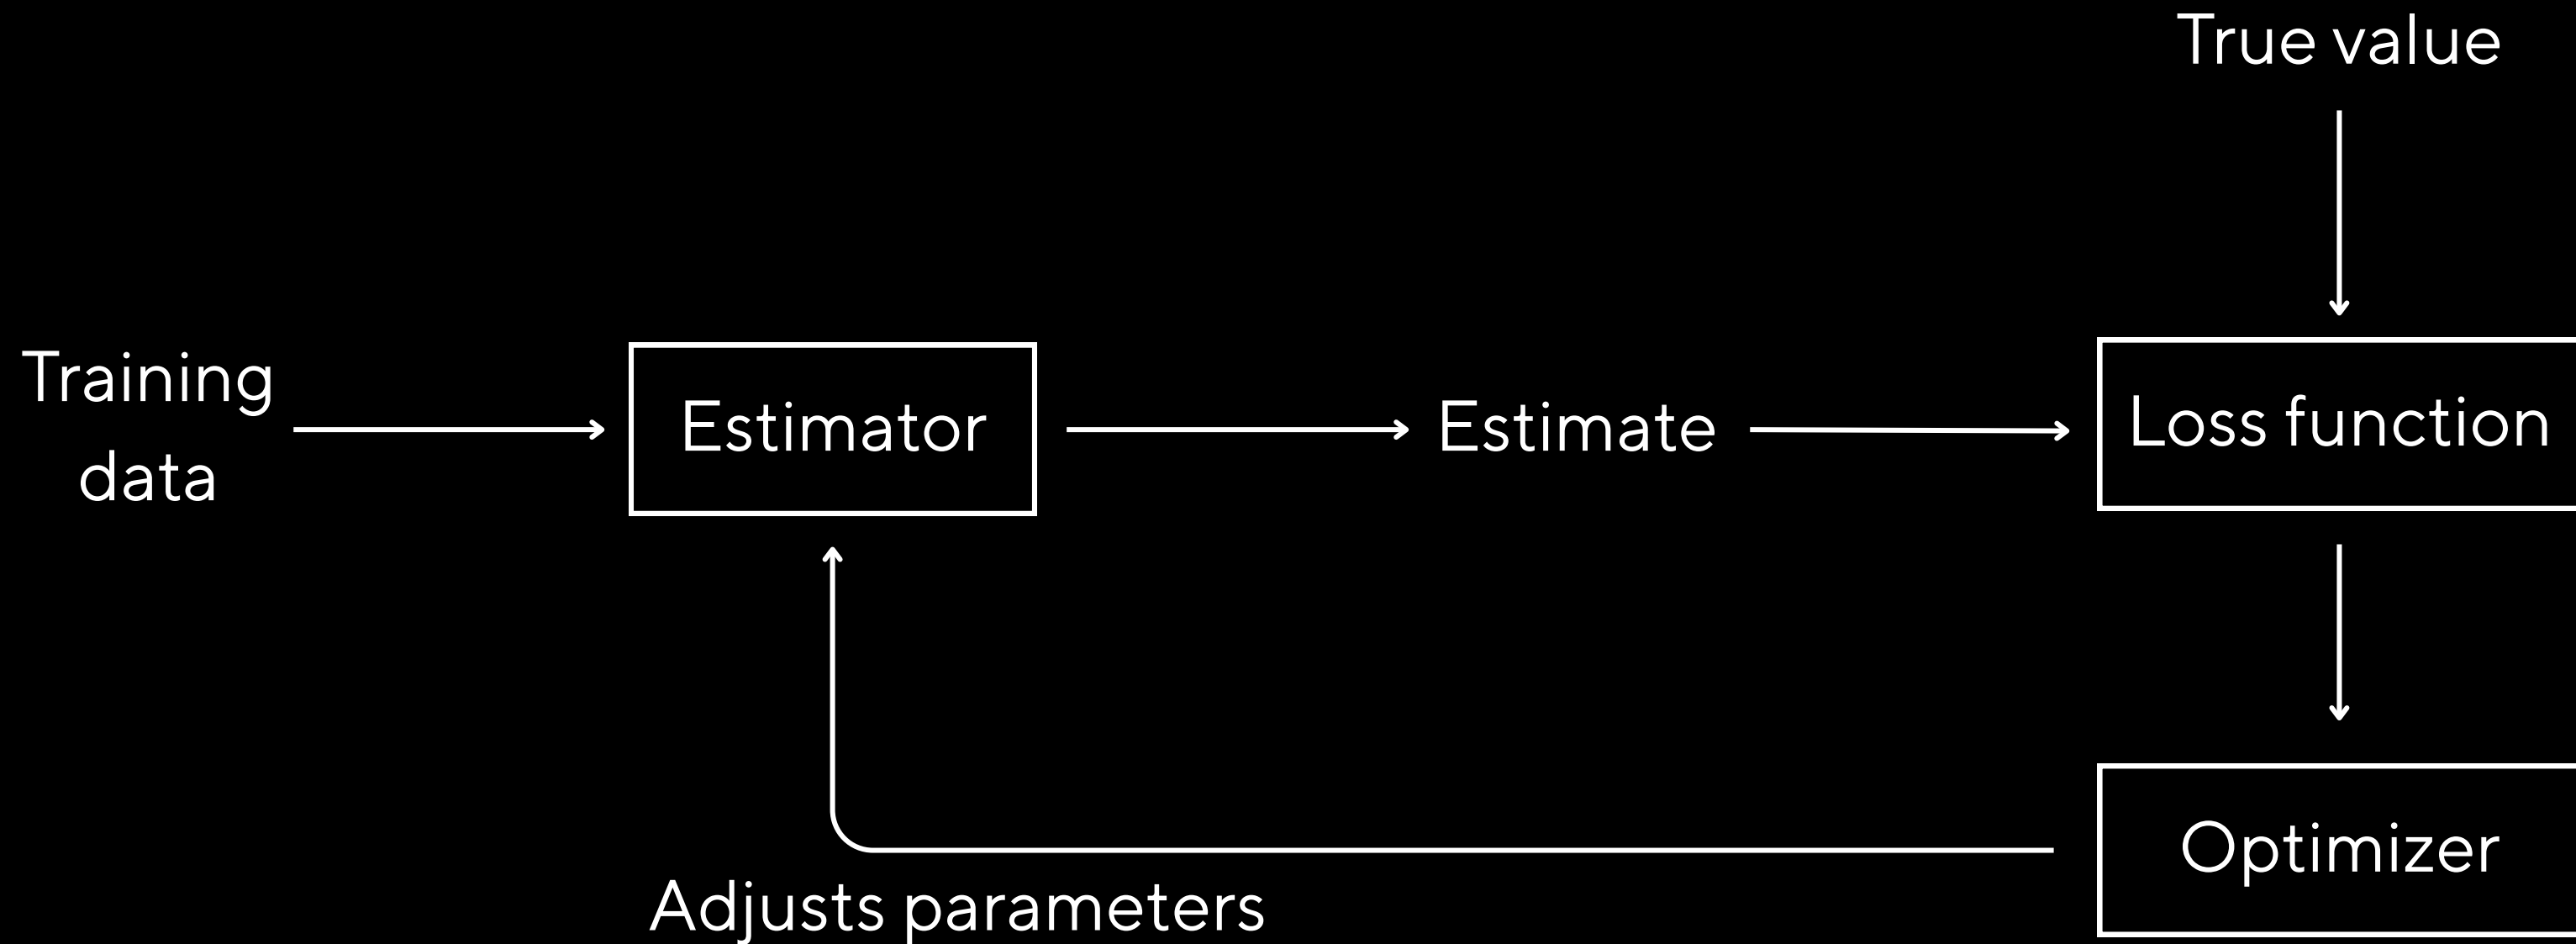 True value
Training
data
Estimator
Estimate
Loss function
Optimizer
Adjusts parameters